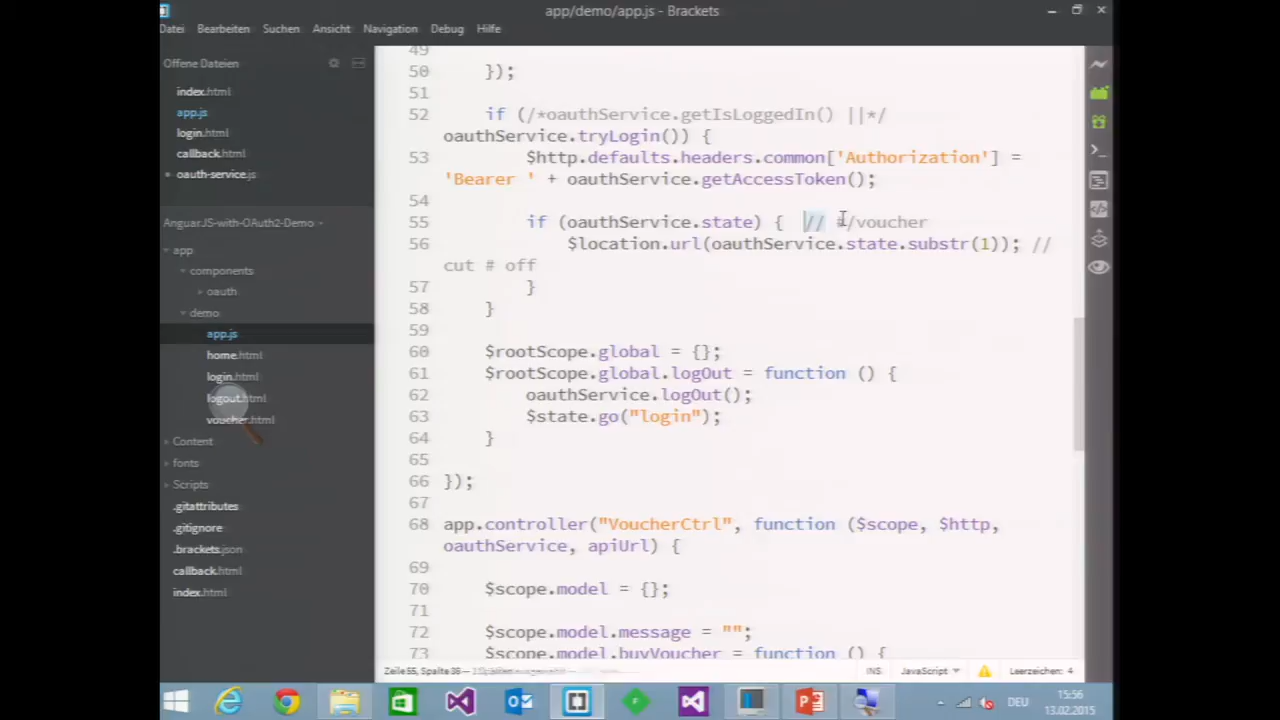 app/demo/app.js - Brackets
Datei Bearbeiten Suchen Ansicht Navigation Debug Hilfe
Offene Dateien
index.html
app.js
login.html
callback.html
oauth-service.js
AnguarJS-with-OAuth2-Demo
app
components
oauth
demo
app.js
home.html
login.html
logout.html
voucher.html
Content
fonts
Scripts
.gitattributes
.gitignore
.brackets.json
callback.html
index.html
49
50 });
51
52 if (/*oauthService.getIsLoggedIn() ||*/
oauthService.tryLogin()) {
53 $http.defaults.headers.common['Authorization'] =
'Bearer ' + oauthService.getAccessToken();
54
55 if (oauthService.state) { // #/voucher
56 $location.url(oauthService.state.substr(1)); //
cut # off
57 }
58 }
59
60 $rootScope.global = {};
61 $rootScope.global.logOut = function () {
62 oauthService.logOut();
63 $state.go("login");
64 }
65
66 });
67
68 app.controller("VoucherCtrl", function ($scope, $http,
oauthService, apiUrl) {
69
70 $scope.model = {};
71
72 $scope.model.message = "";
73 $scope.model.buyVoucher = function () {
Zeile 55, Spalte 36 INS JavaScript Leerzeichen: 4
DEU
15:56
13.02.2015